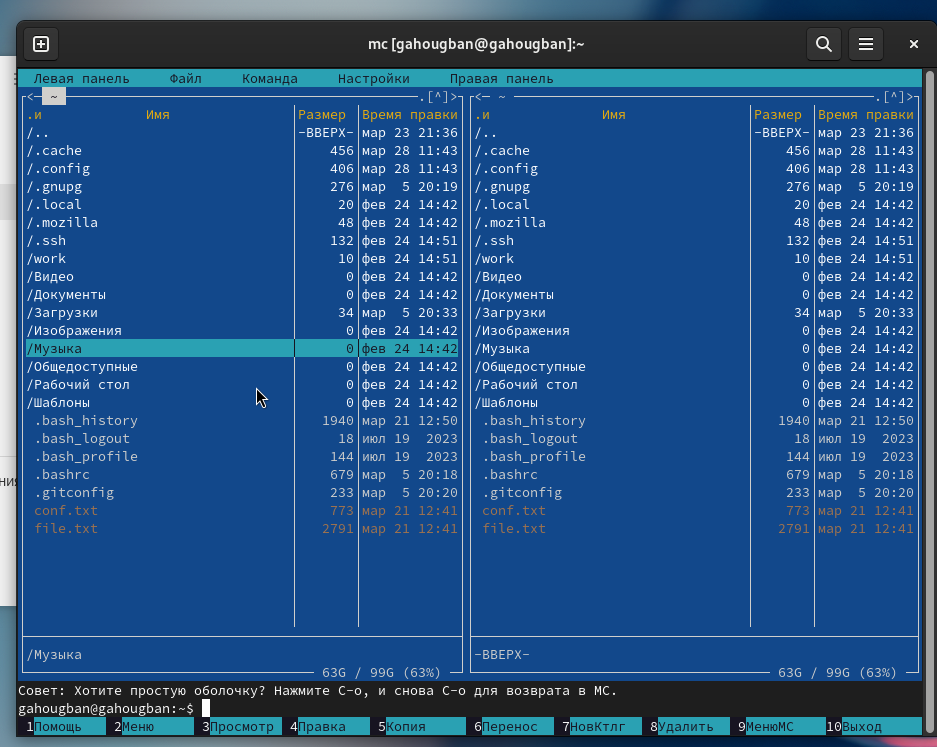 mc [gahougban@gahougban]:~
Левая панель Файл Команда Настройки Правая панель
<─ ~ ─.[^]>
.и Имя Размер Время правки
/.. -ВВЕРХ- мар 23 21:36
/.cache 456 мар 28 11:43
/.config 406 мар 28 11:43
/.gnupg 276 мар 5 20:19
/.local 20 фев 24 14:42
/.mozilla 48 фев 24 14:42
/.ssh 132 фев 24 14:51
/work 10 фев 24 14:51
/Видео 0 фев 24 14:42
/Документы 0 фев 24 14:42
/Загрузки 34 мар 5 20:33
/Изображения 0 фев 24 14:42
/Музыка 0 фев 24 14:42
/Общедоступные 0 фев 24 14:42
/Рабочий стол 0 фев 24 14:42
/Шаблоны 0 фев 24 14:42
.bash_history 1940 мар 21 12:50
.bash_logout 18 июл 19 2023
.bash_profile 144 июл 19 2023
.bashrc 679 мар 5 20:18
.gitconfig 233 мар 5 20:20
conf.txt 773 мар 21 12:41
file.txt 2791 мар 21 12:41
/Музыка
63G / 99G (63%)
<─ ~ ─.[^]>
.и Имя Размер Время правки
/.. -ВВЕРХ- мар 23 21:36
/.cache 456 мар 28 11:43
/.config 406 мар 28 11:43
/.gnupg 276 мар 5 20:19
/.local 20 фев 24 14:42
/.mozilla 48 фев 24 14:42
/.ssh 132 фев 24 14:51
/work 10 фев 24 14:51
/Видео 0 фев 24 14:42
/Документы 0 фев 24 14:42
/Загрузки 34 мар 5 20:33
/Изображения 0 фев 24 14:42
/Музыка 0 фев 24 14:42
/Общедоступные 0 фев 24 14:42
/Рабочий стол 0 фев 24 14:42
/Шаблоны 0 фев 24 14:42
.bash_history 1940 мар 21 12:50
.bash_logout 18 июл 19 2023
.bash_profile 144 июл 19 2023
.bashrc 679 мар 5 20:18
.gitconfig 233 мар 5 20:20
conf.txt 773 мар 21 12:41
file.txt 2791 мар 21 12:41
-ВВЕРХ-
63G / 99G (63%)
Совет: Хотите простую оболочку? Нажмите C-o, и снова C-o для возврата в MC.
gahougban@gahougban:~$
1Помощь 2Меню 3Просмотр 4Правка 5Копия 6Перенос 7НовКтлг 8Удалить 9МенюMC 10Выход